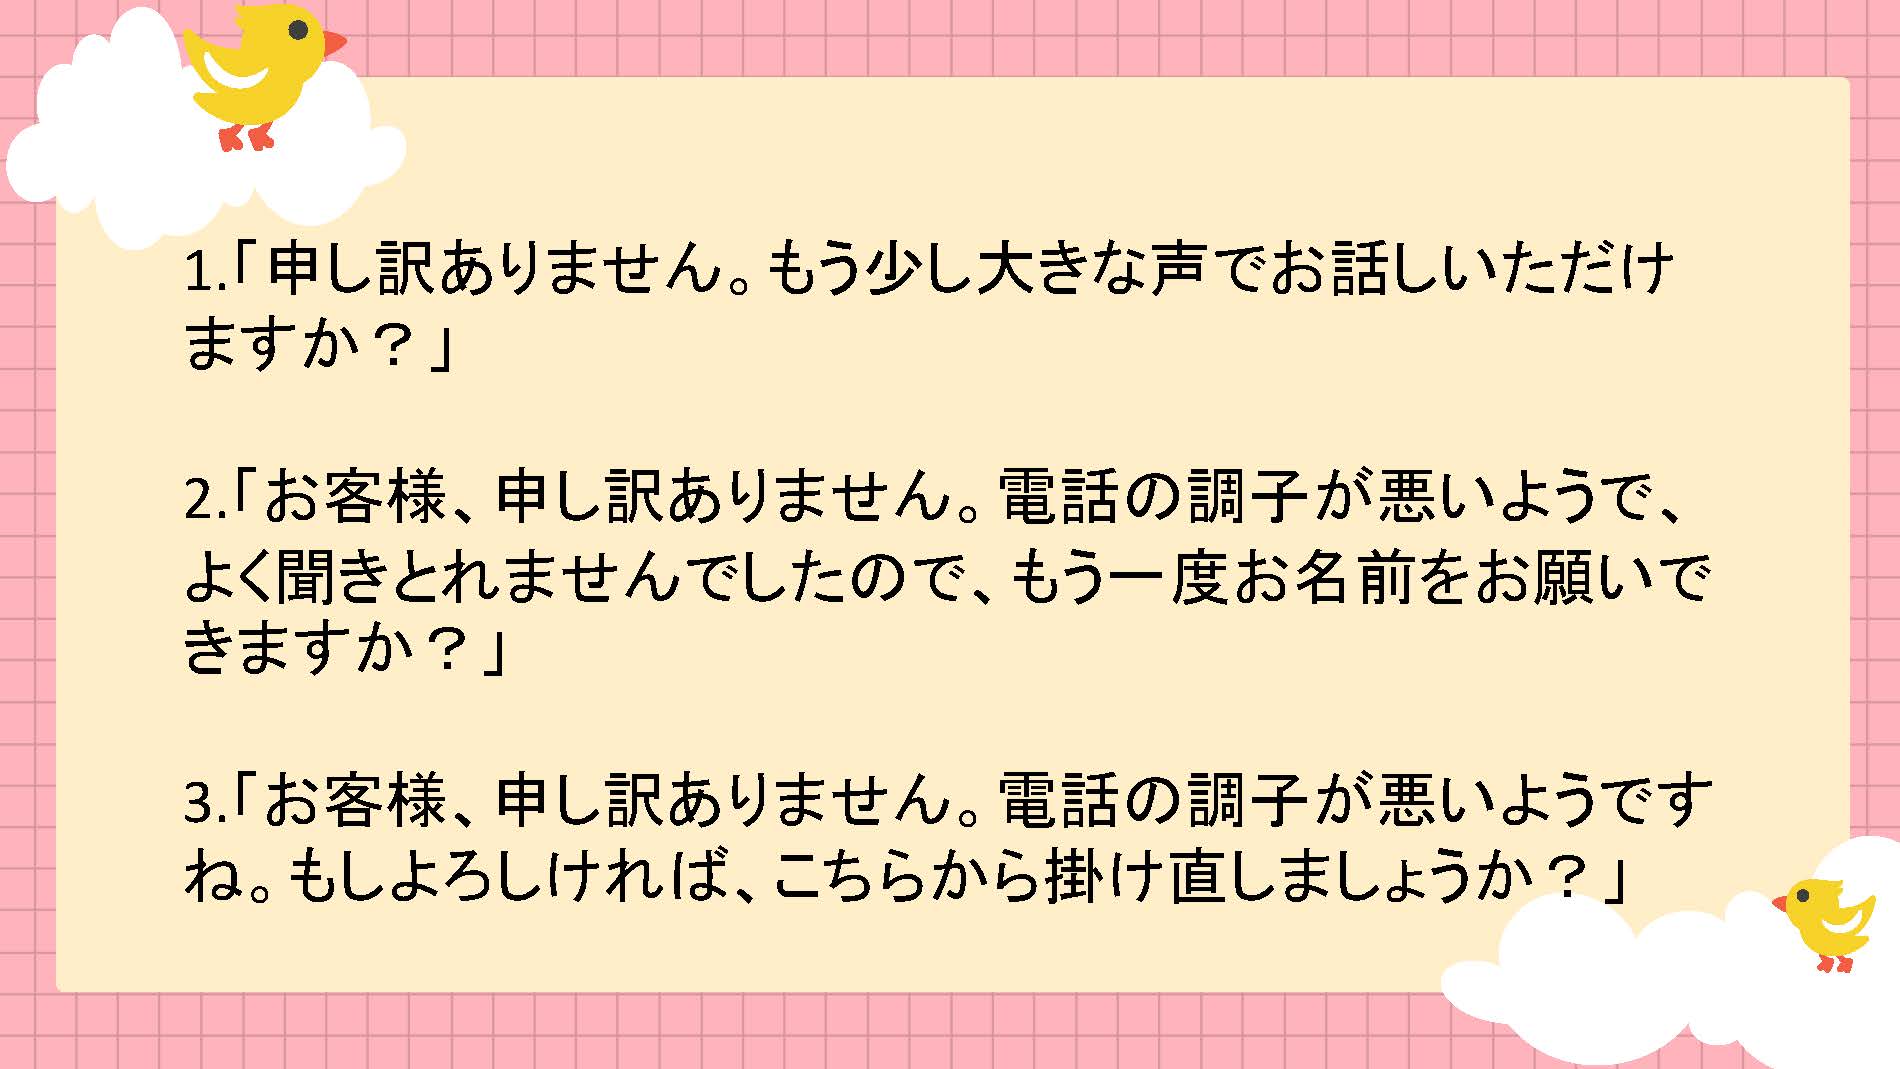 1.「申し訳ありません。もう少し大きな声でお話しいただけ
ますか？」
2.「お客様、申し訳ありません。電話の調子が悪いようで、
よく聞きとれませんでしたので、もう一度お名前をお願いで
きますか？」
3.「お客様、申し訳ありません。電話の調子が悪いようです
ね。もしよろしければ、こちらから掛け直しましょうか？」